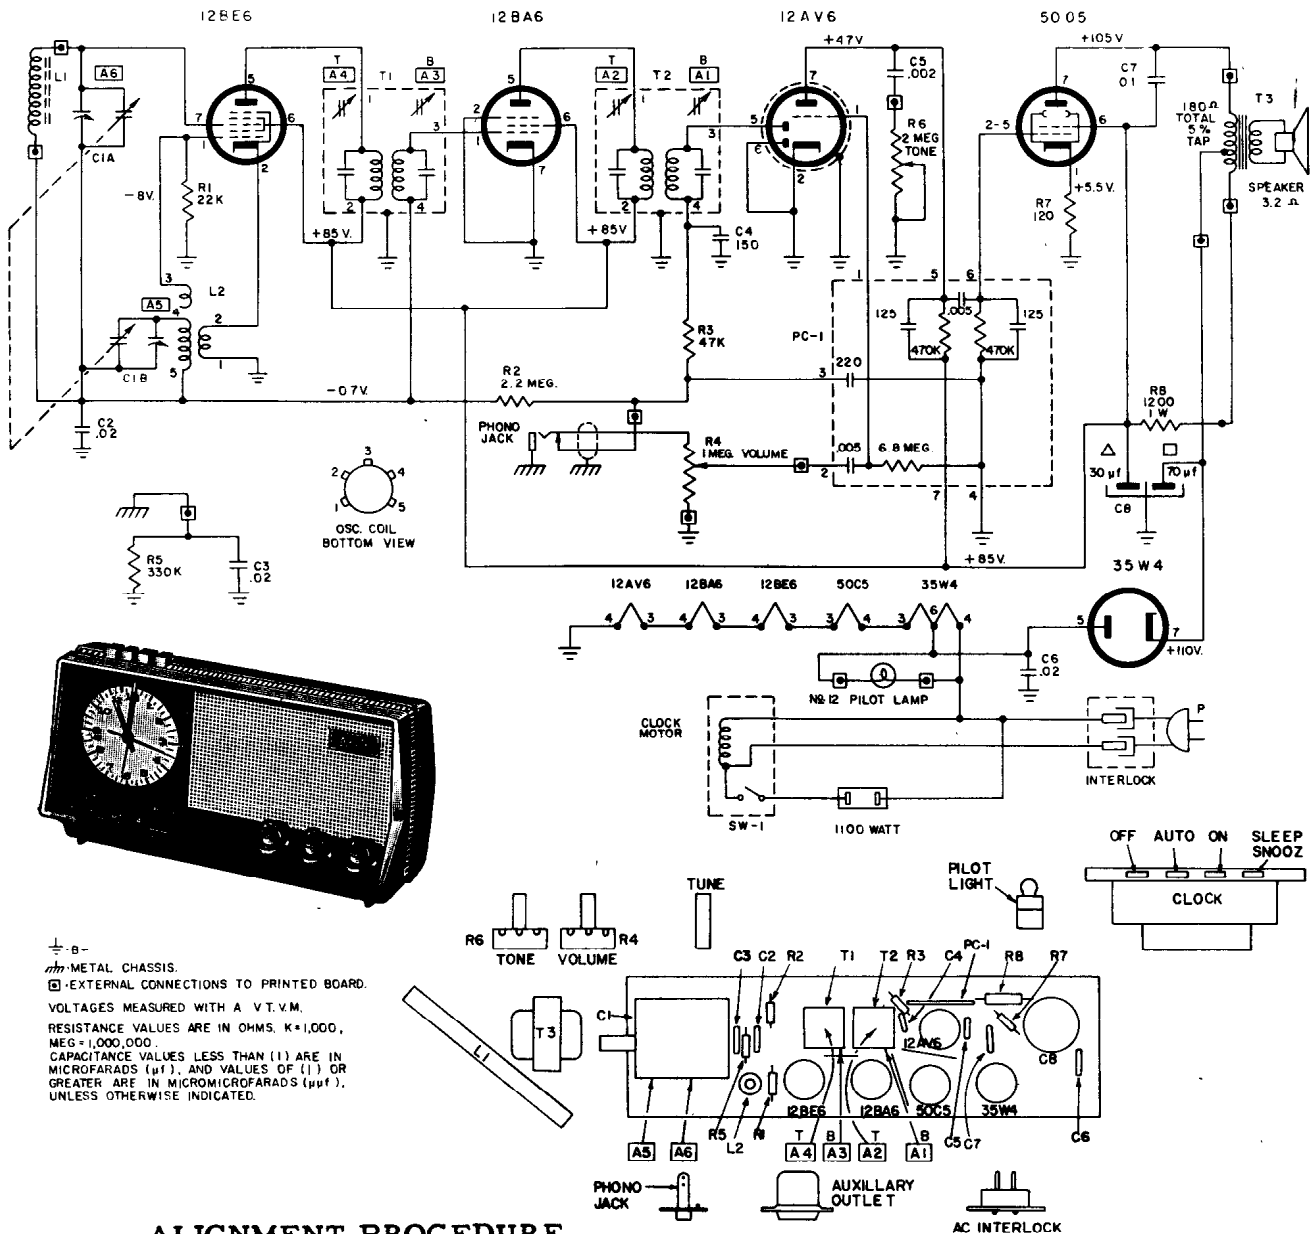 12BE6
12BA6
12AV6
5005
L1
A6
C1A
T
A4
T1
B
A3
T
A2
T2
B
A1
+47V
C5
.002
R6
2 MEG.
TONE
+105V
C7
01
180Ω
TOTAL
5%
TAP
T3
SPEAKER
3.2 Ω
+5.5V.
R7
120
-8V.
R1
22K
+85V.
+85V
C4
150
L2
A5
C1B
-07V.
C2
.02
R2
2.2 MEG.
R3
47K
PHONO
JACK
R4
1 MEG. VOLUME
PC-1
125
.005
125
470K
470K
220
.005
6.8 MEG.
R8
1200
1 W
30 µf
70 µf
C8
OSC. COIL
BOTTOM VIEW
R5
330K
C3
.02
+85V.
35W4
12AV6
12BA6
12BE6
50C5
35W4
+110V.
C6
.02
Nº12 PILOT LAMP
CLOCK
MOTOR
SW-1
1100 WATT
P
INTERLOCK
OFF AUTO ON SLEEP
SNOOZ
CLOCK
PILOT
LIGHT
TUNE
R6
TONE
VOLUME
R4
C3 C2 R2 T1 T2 R3 C4 PC-1 R8 R7
C1
L1
T3
12AV6
C8
12BE6
12BA6
50C5
35W4
A5
A6
R5
L2
R1
T
A4
B
A3
T
A2
B
A1
C5
C7
C6
PHONO
JACK
AUXILLARY
OUTLET
AC INTERLOCK
-B-
-METAL CHASSIS.
-EXTERNAL CONNECTIONS TO PRINTED BOARD.
VOLTAGES MEASURED WITH A V T.V.M.
RESISTANCE VALUES ARE IN OHMS, K=1,000,
MEG = 1,000,000.
CAPACITANCE VALUES LESS THAN (1) ARE IN
MICROFARADS (µf), AND VALUES OF (1) OR
GREATER ARE IN MICROMICROFARADS (µµf),
UNLESS OTHERWISE INDICATED.
ALIGNMENT PROCEDURE